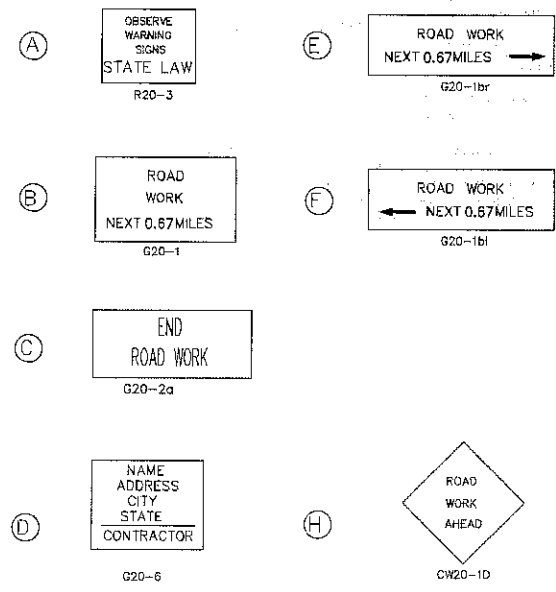 A
OBSERVE
WARNING
SIGNS
STATE LAW
R20-3
B
ROAD
WORK
NEXT 0.67MILES
G20-1
C
END
ROAD WORK
G20-2a
D
NAME
ADDRESS
CITY
STATE
CONTRACTOR
G20-6
E
ROAD WORK
NEXT 0.67MILES
G20-1br
F
ROAD WORK
NEXT 0.67MILES
G20-1bl
H
ROAD
WORK
AHEAD
CW20-1D